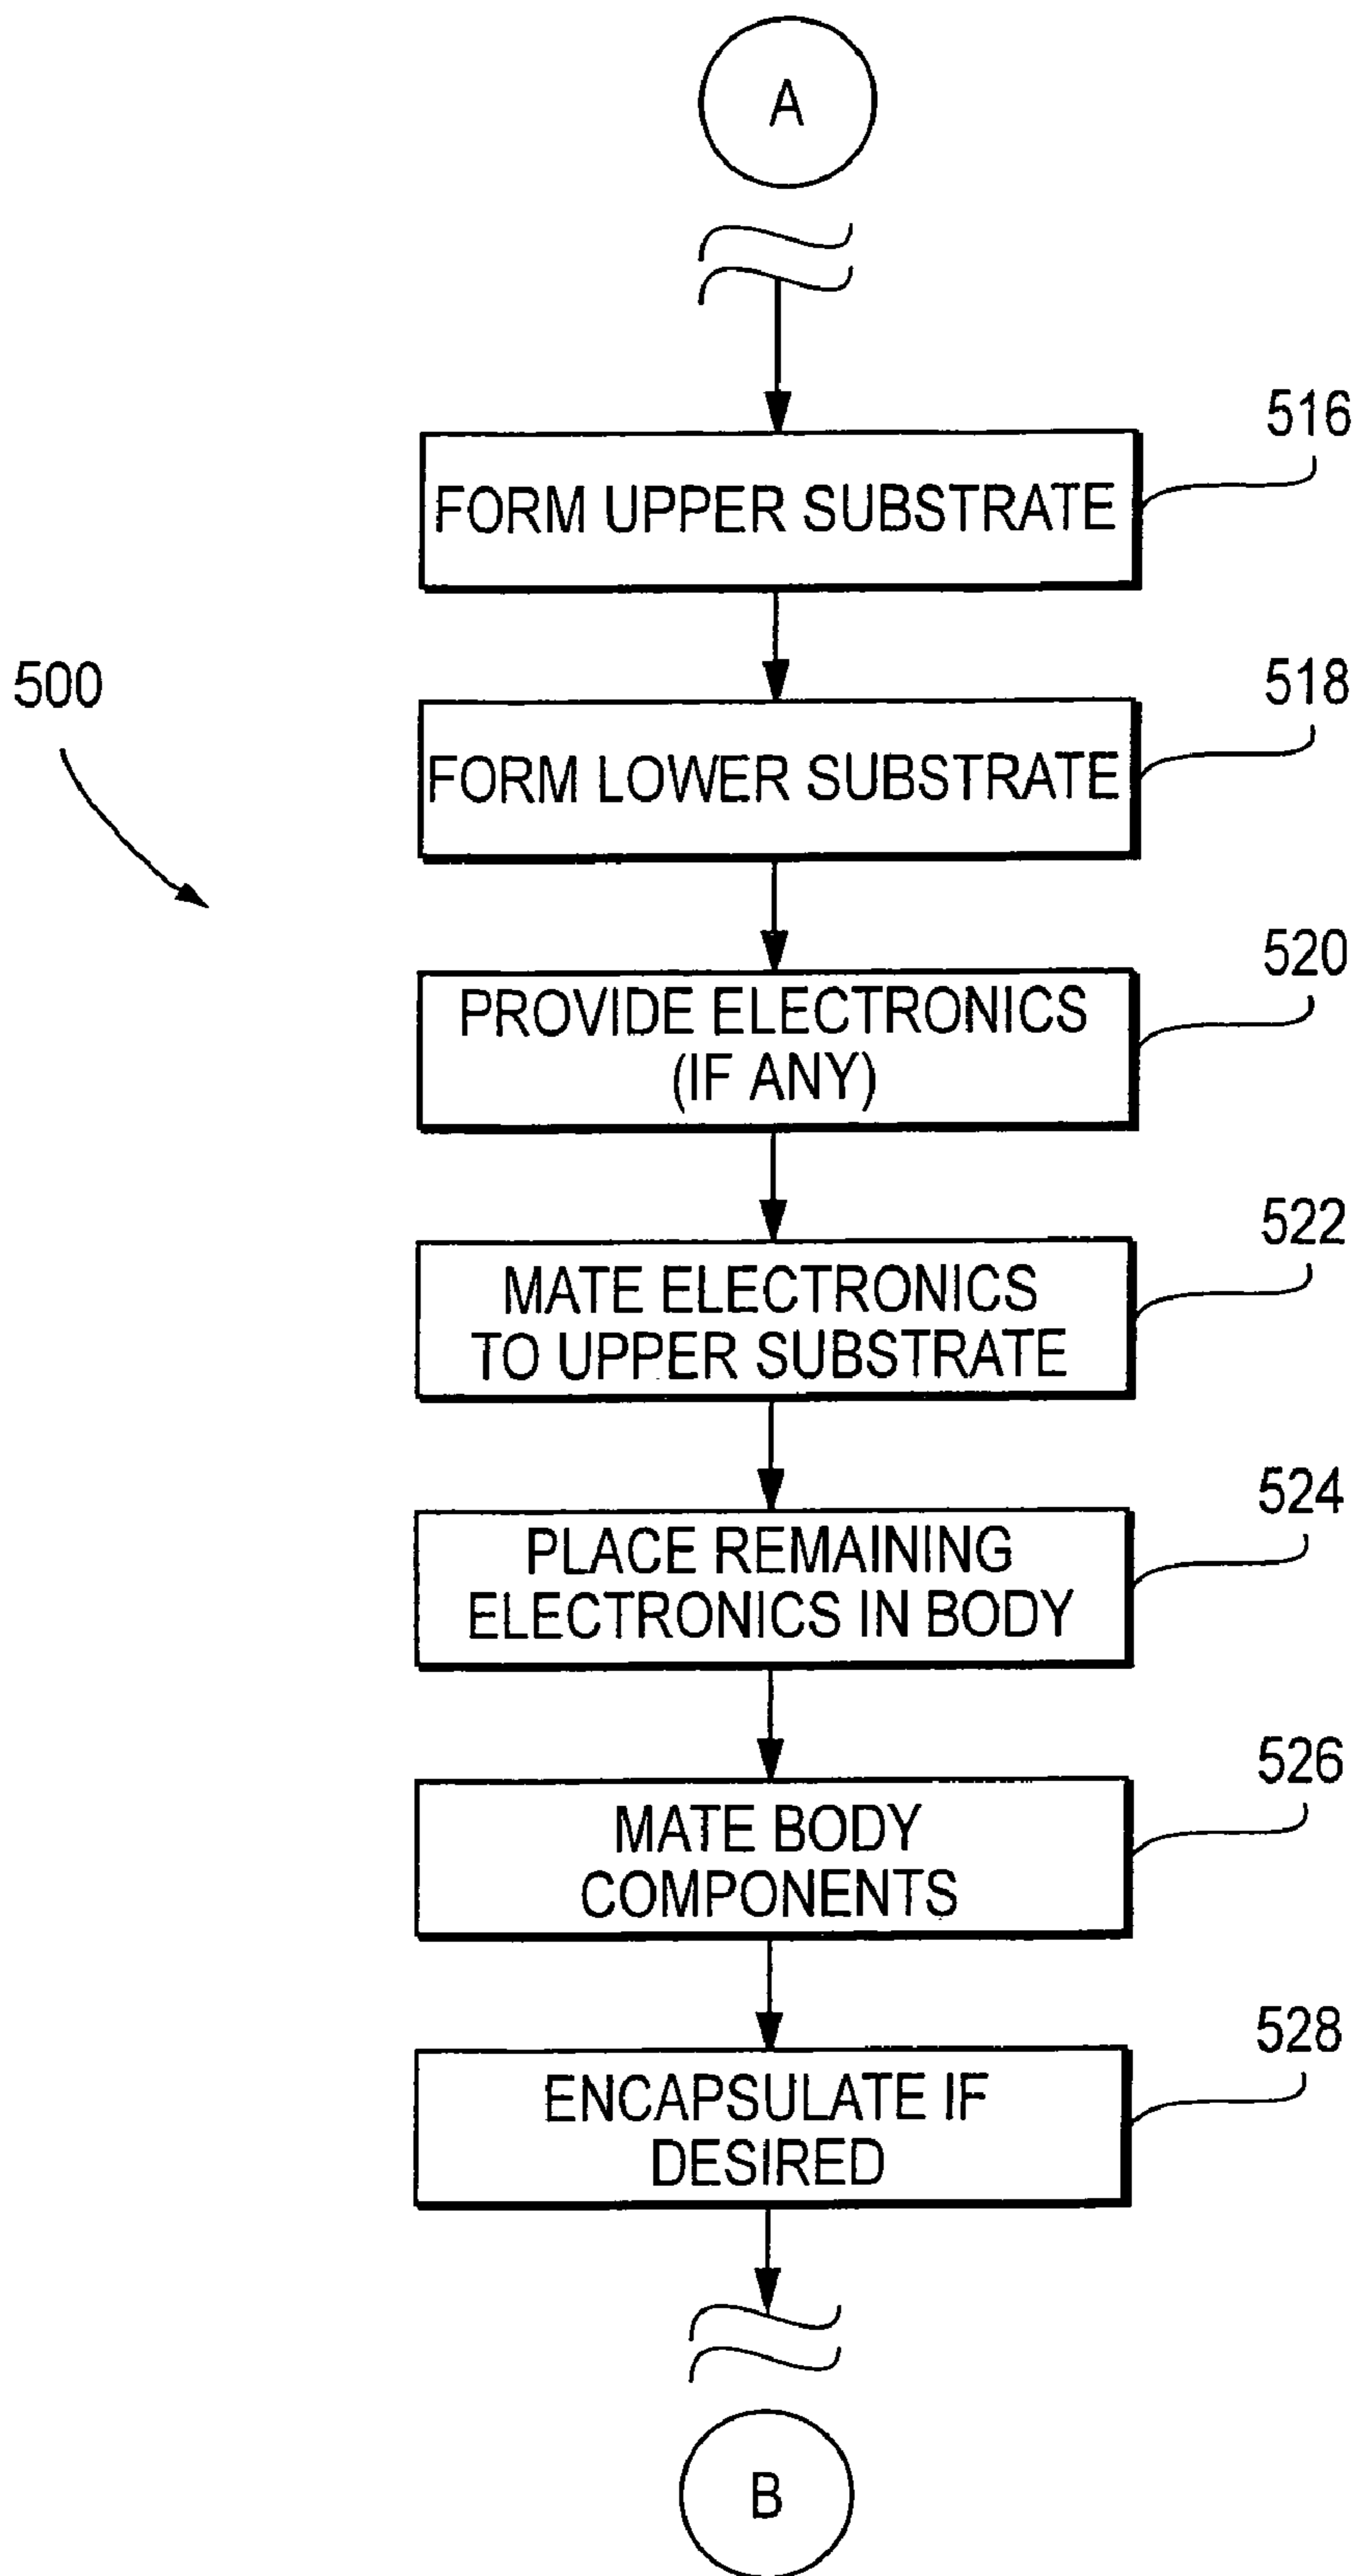 A
516
FORM UPPER SUBSTRATE
500
518
FORM LOWER SUBSTRATE
520
PROVIDE ELECTRONICS
(IF ANY)
522
MATE ELECTRONICS
TO UPPER SUBSTRATE
524
PLACE REMAINING
ELECTRONICS IN BODY
526
MATE BODY
COMPONENTS
528
ENCAPSULATE IF
DESIRED
B